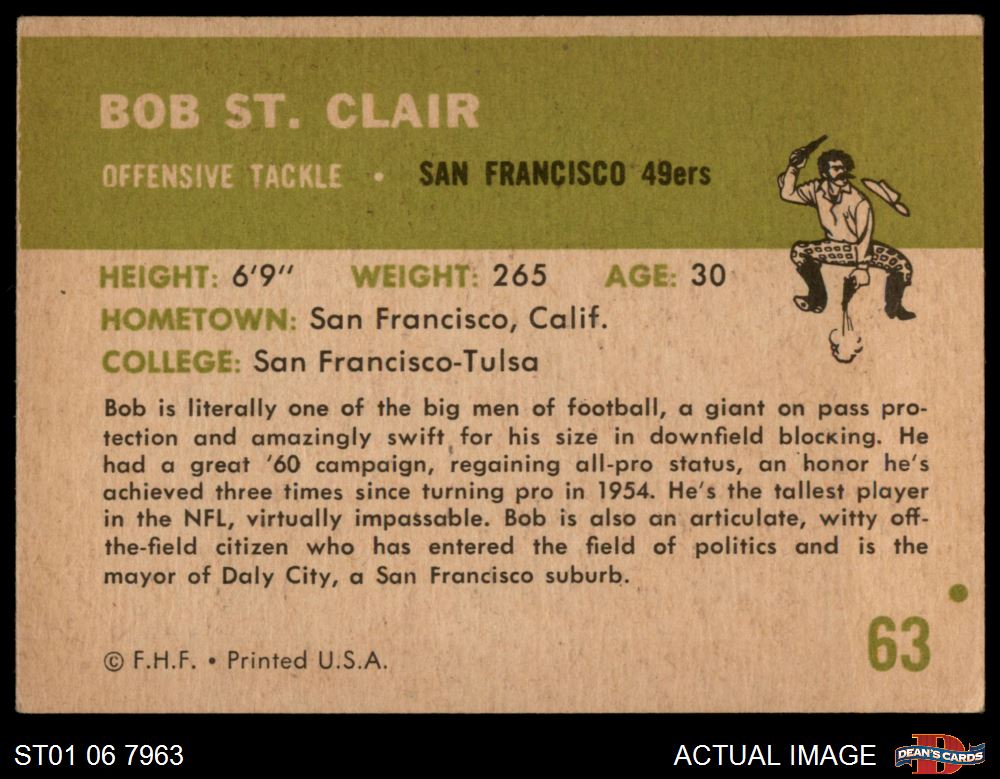 BOB ST. CLAIR
OFFENSIVE TACKLE • SAN FRANCISCO 49ers
HEIGHT: 6'9" WEIGHT: 265 AGE: 30
HOMETOWN: San Francisco, Calif.
COLLEGE: San Francisco-Tulsa
Bob is literally one of the big men of football, a giant on pass pro-
tection and amazingly swift for his size in downfield blocking. He
had a great '60 campaign, regaining all-pro status, an honor he's
achieved three times since turning pro in 1954. He's the tallest player
in the NFL, virtually impassable. Bob is also an articulate, witty off-
the-field citizen who has entered the field of politics and is the
mayor of Daly City, a San Francisco suburb.
63
© F.H.F. • Printed U.S.A.
ST01 06 7963 ACTUAL IMAGE D DEAN'S CARDS